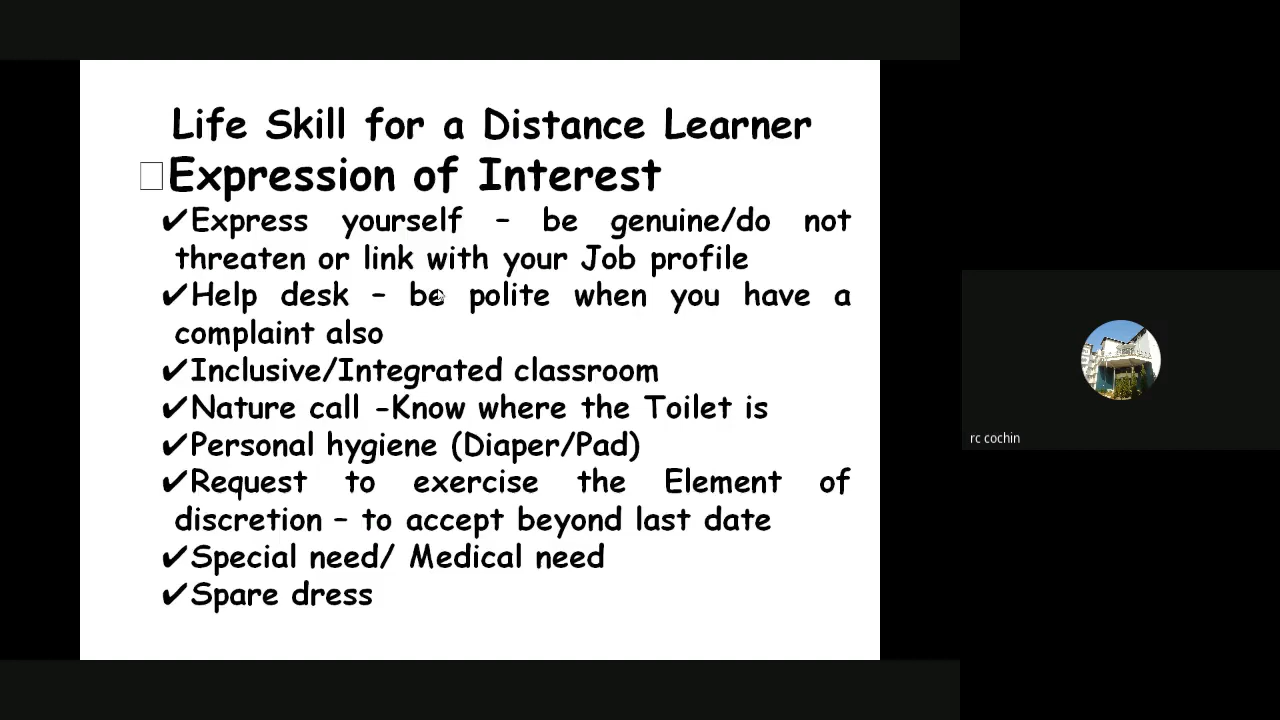 Life Skill for a Distance Learner
Expression of Interest
✔Express yourself – be genuine/do not
threaten or link with your Job profile
✔Help desk – be polite when you have a
complaint also
✔Inclusive/Integrated classroom
✔Nature call -Know where the Toilet is
✔Personal hygiene (Diaper/Pad)
✔Request to exercise the Element of
discretion – to accept beyond last date
✔Special need/ Medical need
✔Spare dress
rc cochin